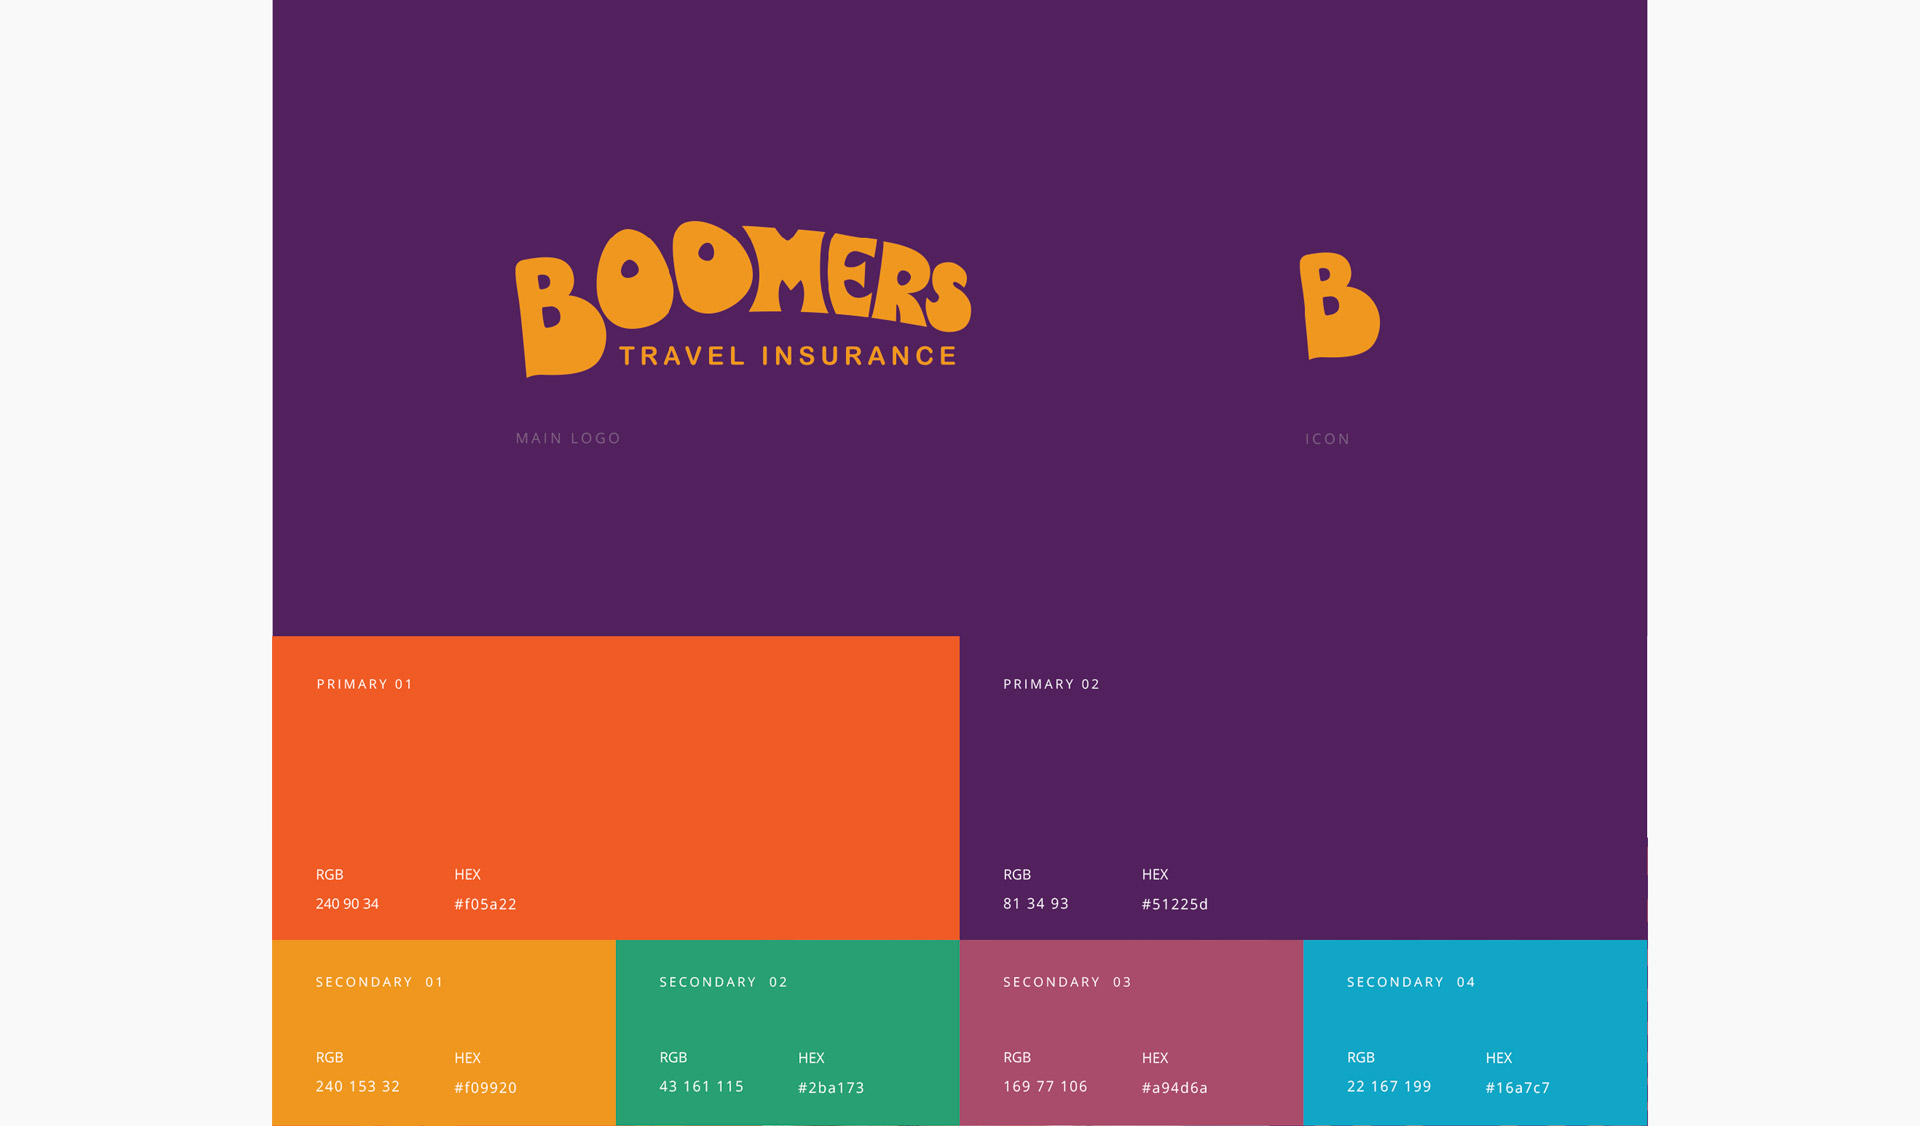 BOOMERS
TRAVEL INSURANCE
B
MAIN LOGO
ICON
PRIMARY 01
RGB
240 90 34
HEX
#f05a22
PRIMARY 02
RGB
81 34 93
HEX
#51225d
SECONDARY 01
RGB
240 153 32
HEX
#f09920
SECONDARY 02
RGB
43 161 115
HEX
#2ba173
SECONDARY 03
RGB
169 77 106
HEX
#a94d6a
SECONDARY 04
RGB
22 167 199
HEX
#16a7c7